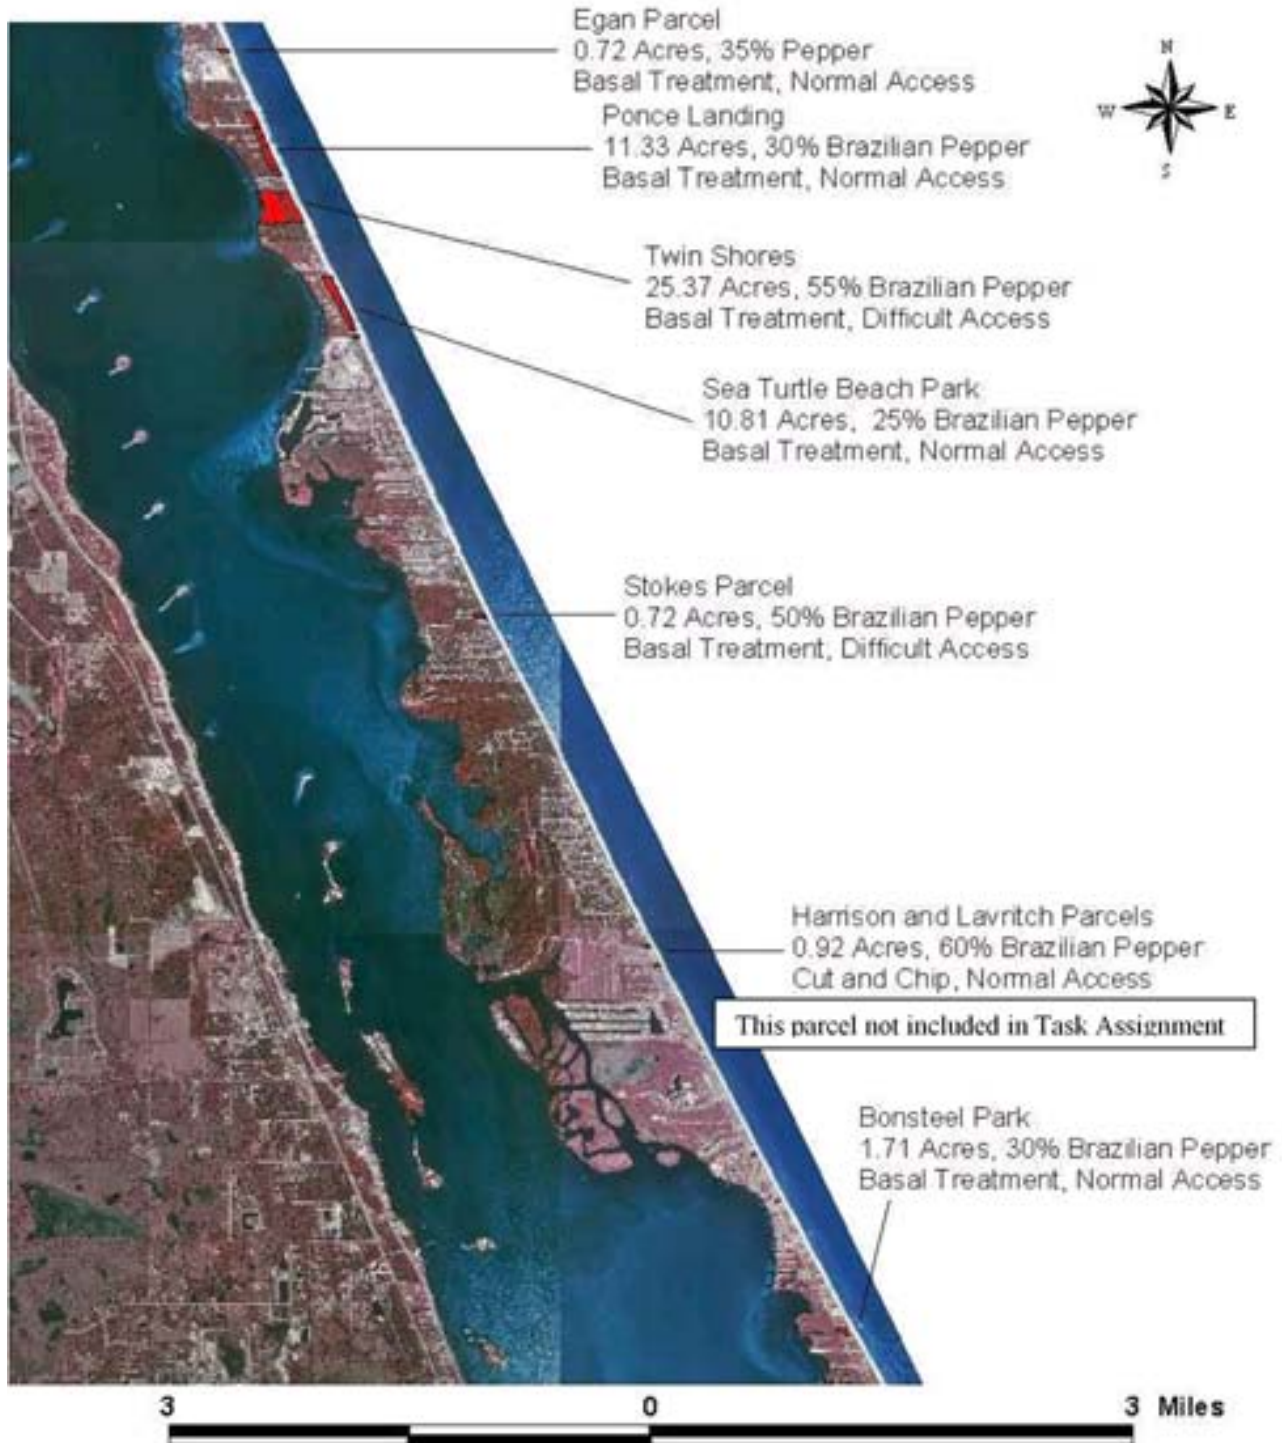 Egan Parcel
0.72 Acres, 35% Pepper
Basal Treatment, Normal Access
N
W E
S
Ponce Landing
11.33 Acres, 30% Brazilian Pepper
Basal Treatment, Normal Access
Twin Shores
25.37 Acres, 55% Brazilian Pepper
Basal Treatment, Difficult Access
Sea Turtle Beach Park
10.81 Acres, 25% Brazilian Pepper
Basal Treatment, Normal Access
Stokes Parcel
0.72 Acres, 50% Brazilian Pepper
Basal Treatment, Difficult Access
Harrison and Lavritch Parcels
0.92 Acres, 60% Brazilian Pepper
Cut and Chip, Normal Access
This parcel not included in Task Assignment
Bonsteel Park
1.71 Acres, 30% Brazilian Pepper
Basal Treatment, Normal Access
3 0 3 Miles